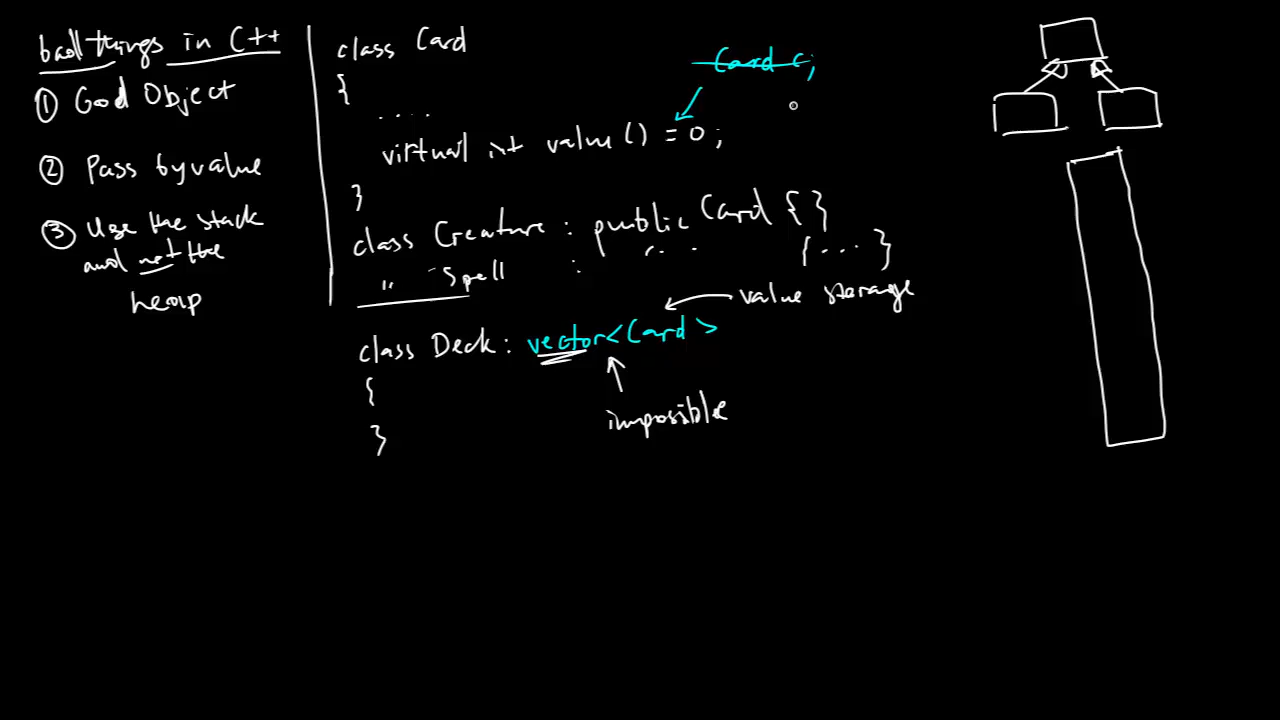 bad things in C++
① Good Object
② Pass by value
③ Use the stack
and not the
heap
class Card
{
....
virtual int value () = 0;
}
Card c;
class Creature : public Card { }
" Spell : . . . { ... }
class Deck : vector<Card>
{
}
value storage
impossible